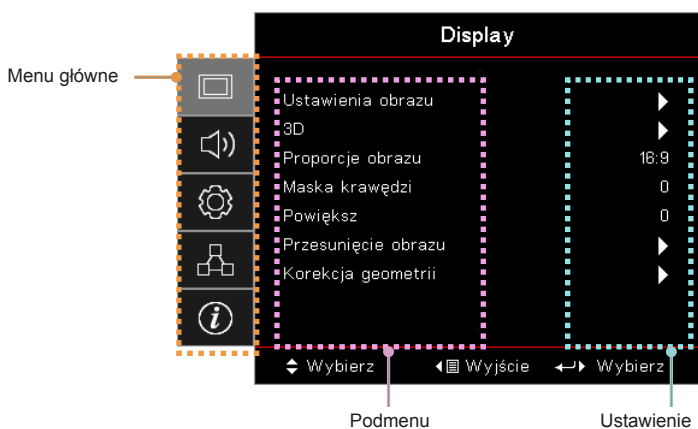 Display
Menu główne
Ustawienia obrazu
3D
Proporcje obrazu 16:9
Maska krawędzi 0
Powiększ 0
Przesunięcie obrazu
Korekcja geometrii
Wybierz Wyjście Wybierz
Podmenu Ustawienie